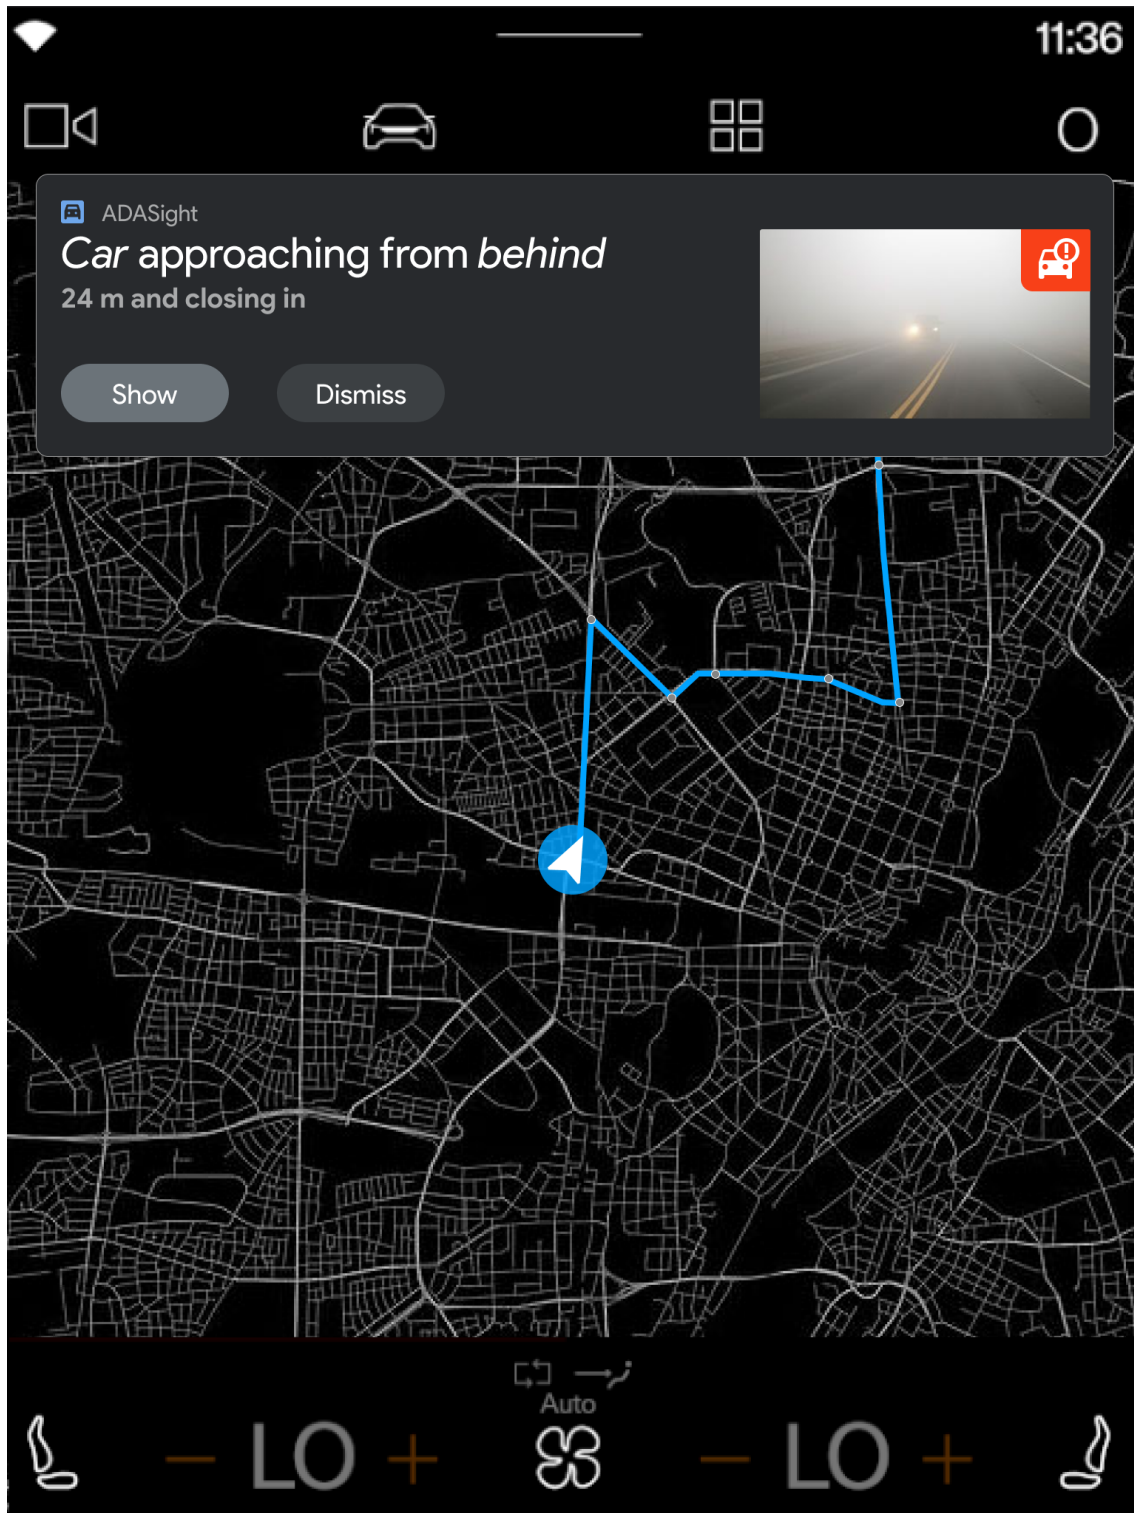 11:36
ADASight
Car approaching from behind
24 m and closing in
Show
Dismiss
Auto
LO
LO